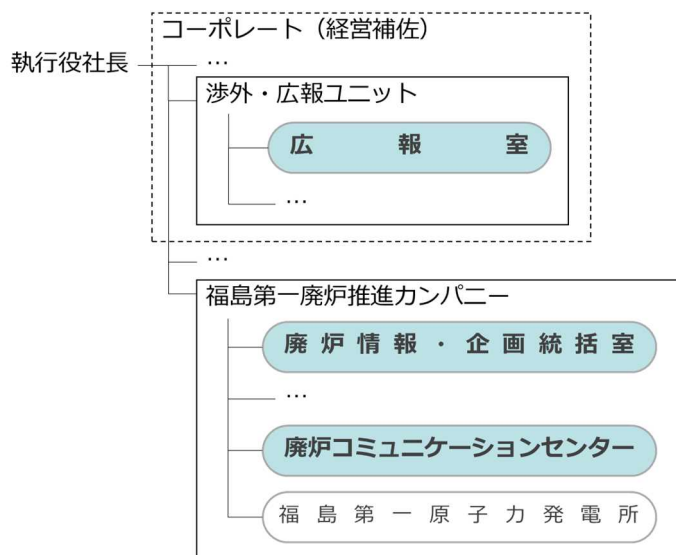 コーポレート（経営補佐）
執行役社長
…
渉外・広報ユニット
広報室
…
…
福島第一廃炉推進カンパニー
廃炉情報・企画統括室
…
廃炉コミュニケーションセンター
福島第一原子力発電所